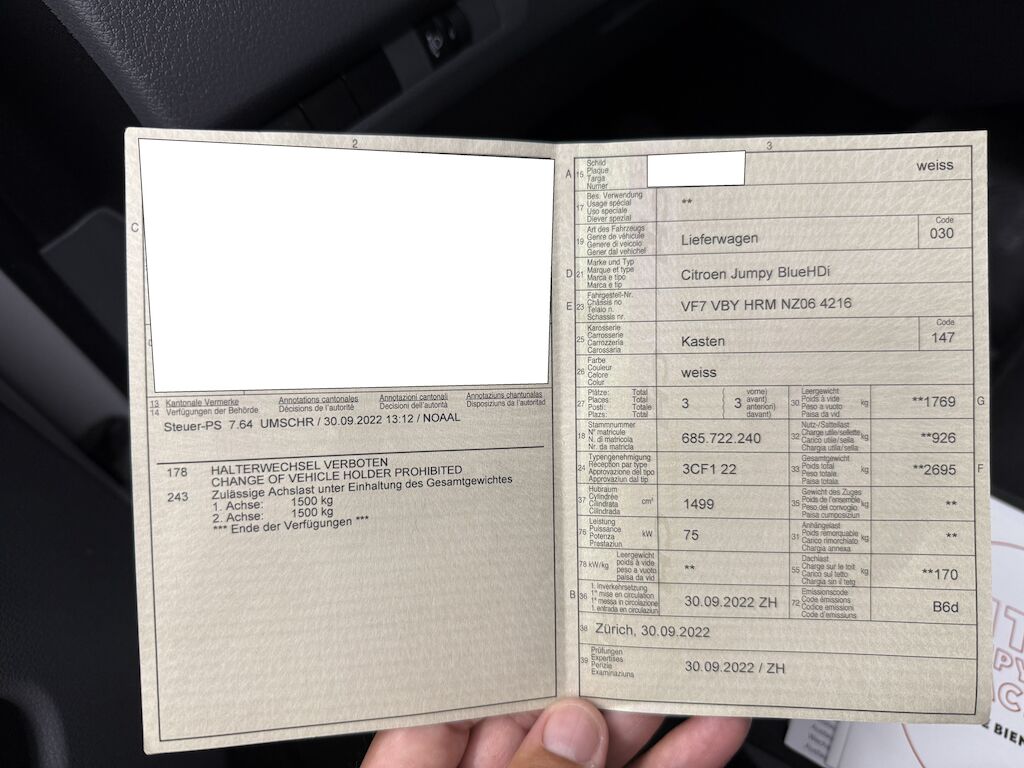 2
C
13 Kantonale Vermerke Annotations cantonales Annotazioni cantonali Annotaziuns chantunalas
14 Verfügungen der Behörde Décisions de l'autorité Decisioni dell'autorità Disposiziuns da l'autoritad
Steuer-PS 7.64 UMSCHR / 30.09.2022 13:12 / NOAAL
178 HALTERWECHSEL VERBOTEN
CHANGE OF VEHICLE HOLDER PROHIBITED
243 Zulässige Achslast unter Einhaltung des Gesamtgewichtes
1. Achse: 1500 kg
2. Achse: 1500 kg
*** Ende der Verfügungen ***
3
A 15 Schild
Plaque
Targa
Numer
weiss
17 Bes. Verwendung
Usage spécial
Uso speciale
Diever spezial
**
19 Art des Fahrzeugs
Genre de véhicule
Genere di veicolo
Gener dal vehichel
Lieferwagen
Code
030
D 21 Marke und Typ
Marque et type
Marca e tipo
Marca e tip
Citroen Jumpy BlueHDi
E 23 Fahrgestell-Nr.
Châssis no
Telaio n.
Schassis nr.
VF7 VBY HRM NZ06 4216
25 Karosserie
Carrosserie
Carrozzeria
Carossaria
Kasten
Code
147
26 Farbe
Couleur
Colore
Colur
weiss
27 Plätze: Total
Places: Total
Posti: Totale
Plazs: Total
3 3
vorne)
avant)
anteriori)
davant)
30 Leergewicht
Poids à vide
Peso a vuoto
Paisa da vid
kg
**1769
G
18 Stammnummer
N° matricule
N. di matricola
Nr. da matricla
685.722.240
32 Nutz-/Sattellast
Charge utile/sellette
Carico utile/sella
Chargia utila/sella
kg
**926
24 Typengenehmigung
Réception par type
Approvazione del tipo
Approvaziun dal tip
3CF1 22
33 Gesamtgewicht
Poids total
Peso totale
Paisa totala
kg
**2695
F
37 Hubraum
Cylindrée
Cilindrata
Cilindrada
cm³
1499
35 Gewicht des Zuges
Poids de l'ensemble
Peso del convoglio
Paisa cumposiziun
kg
**
76 Leistung
Puissance
Potenza
Prestaziun
kW
75
31 Anhängelast
Poids remorquable
Carico rimorchiato
Chargia annexa
kg
**
78 kW/kg Leergewicht
poids à vide
peso a vuoto
paisa da vid
**
55 Dachlast
Charge sur le toit
Carico sul tetto
Chargia sin il tetg
kg
**170
B 36 1. Inverkehrsetzung
1re mise en circulation
1a messa in circolazione
1. entrada en circulaziun
30.09.2022 ZH
72 Emissionscode
Code émissions
Codice emissioni
Code d'emissiuns
B6d
38 Zürich, 30.09.2022
39 Prüfungen
Expertises
Perizie
Examinaziuns
30.09.2022 / ZH